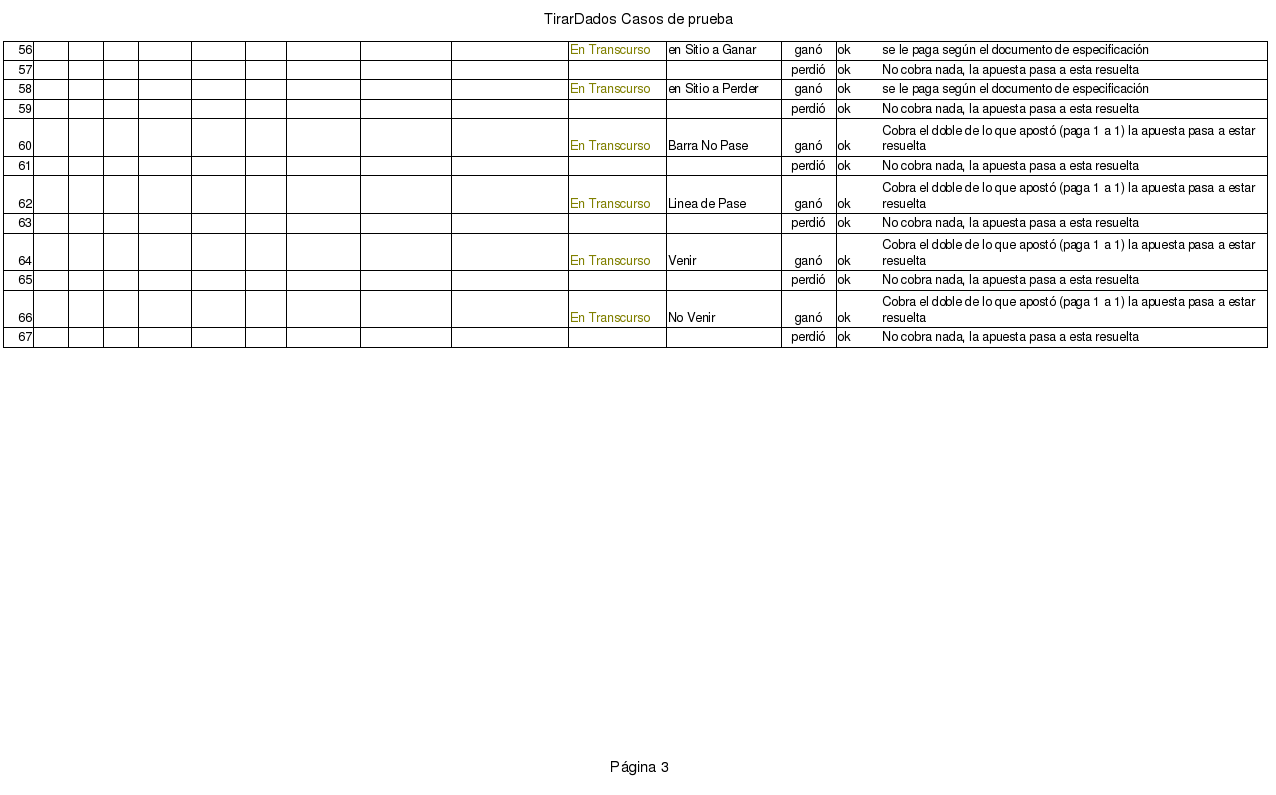 TirarDados Casos de prueba
56 En Transcurso en Sitio a Ganar ganó ok se le paga según el documento de especificación
57 perdió ok No cobra nada, la apuesta pasa a esta resuelta
58 En Transcurso en Sitio a Perder ganó ok se le paga según el documento de especificación
59 perdió ok No cobra nada, la apuesta pasa a esta resuelta
Cobra el doble de lo que apostó (paga 1 a 1) la apuesta pasa a estar
60 En Transcurso Barra No Pase ganó ok resuelta
61 perdió ok No cobra nada, la apuesta pasa a esta resuelta
Cobra el doble de lo que apostó (paga 1 a 1) la apuesta pasa a estar
62 En Transcurso Linea de Pase ganó ok resuelta
63 perdió ok No cobra nada, la apuesta pasa a esta resuelta
Cobra el doble de lo que apostó (paga 1 a 1) la apuesta pasa a estar
64 En Transcurso Venir ganó ok resuelta
65 perdió ok No cobra nada, la apuesta pasa a esta resuelta
Cobra el doble de lo que apostó (paga 1 a 1) la apuesta pasa a estar
66 En Transcurso No Venir ganó ok resuelta
67 perdió ok No cobra nada, la apuesta pasa a esta resuelta
Página 3